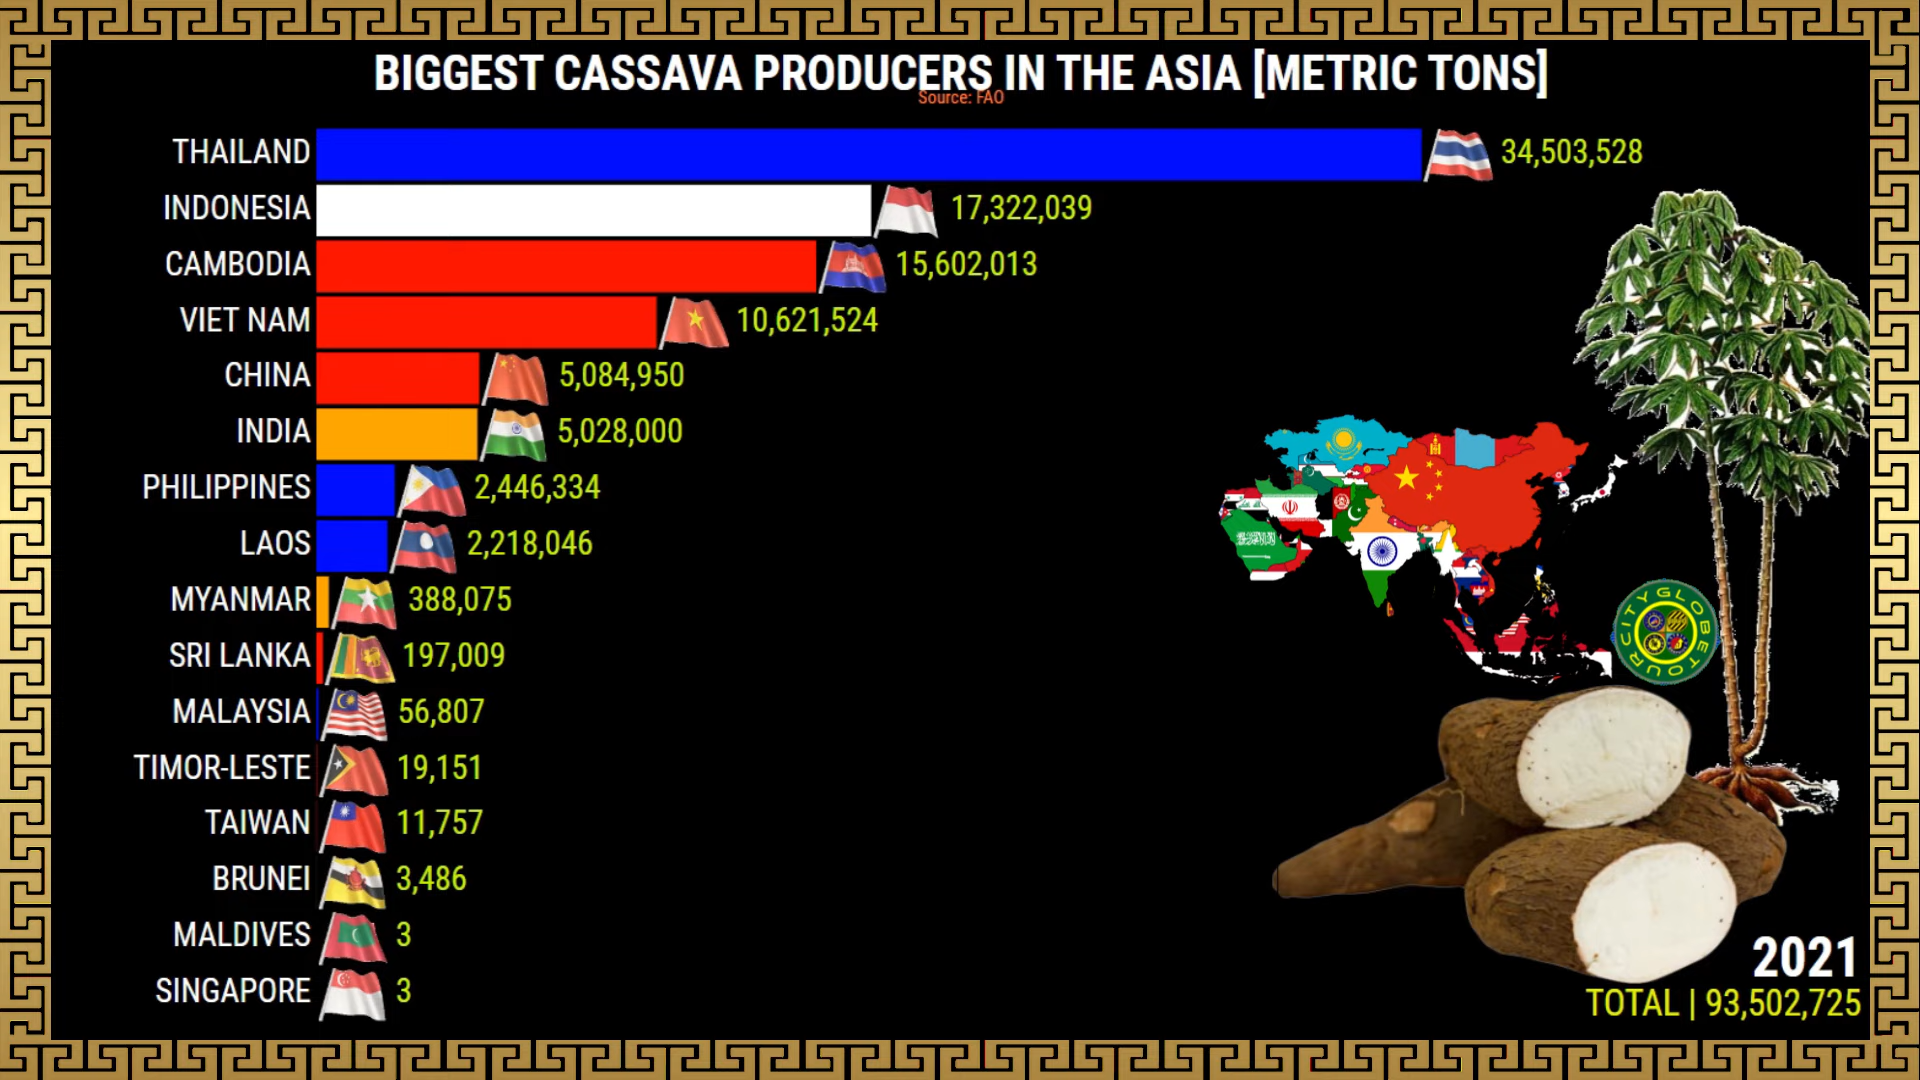 BIGGEST CASSAVA PRODUCERS IN THE ASIA [METRIC TONS]
Source: FAO
THAILAND 34,503,528
INDONESIA 17,322,039
CAMBODIA 15,602,013
VIET NAM 10,621,524
CHINA 5,084,950
INDIA 5,028,000
PHILIPPINES 2,446,334
LAOS 2,218,046
MYANMAR 388,075
SRI LANKA 197,009
MALAYSIA 56,807
TIMOR-LESTE 19,151
TAIWAN 11,757
BRUNEI 3,486
MALDIVES 3
SINGAPORE 3
CITYGLOBETOUR
2021
TOTAL | 93,502,725